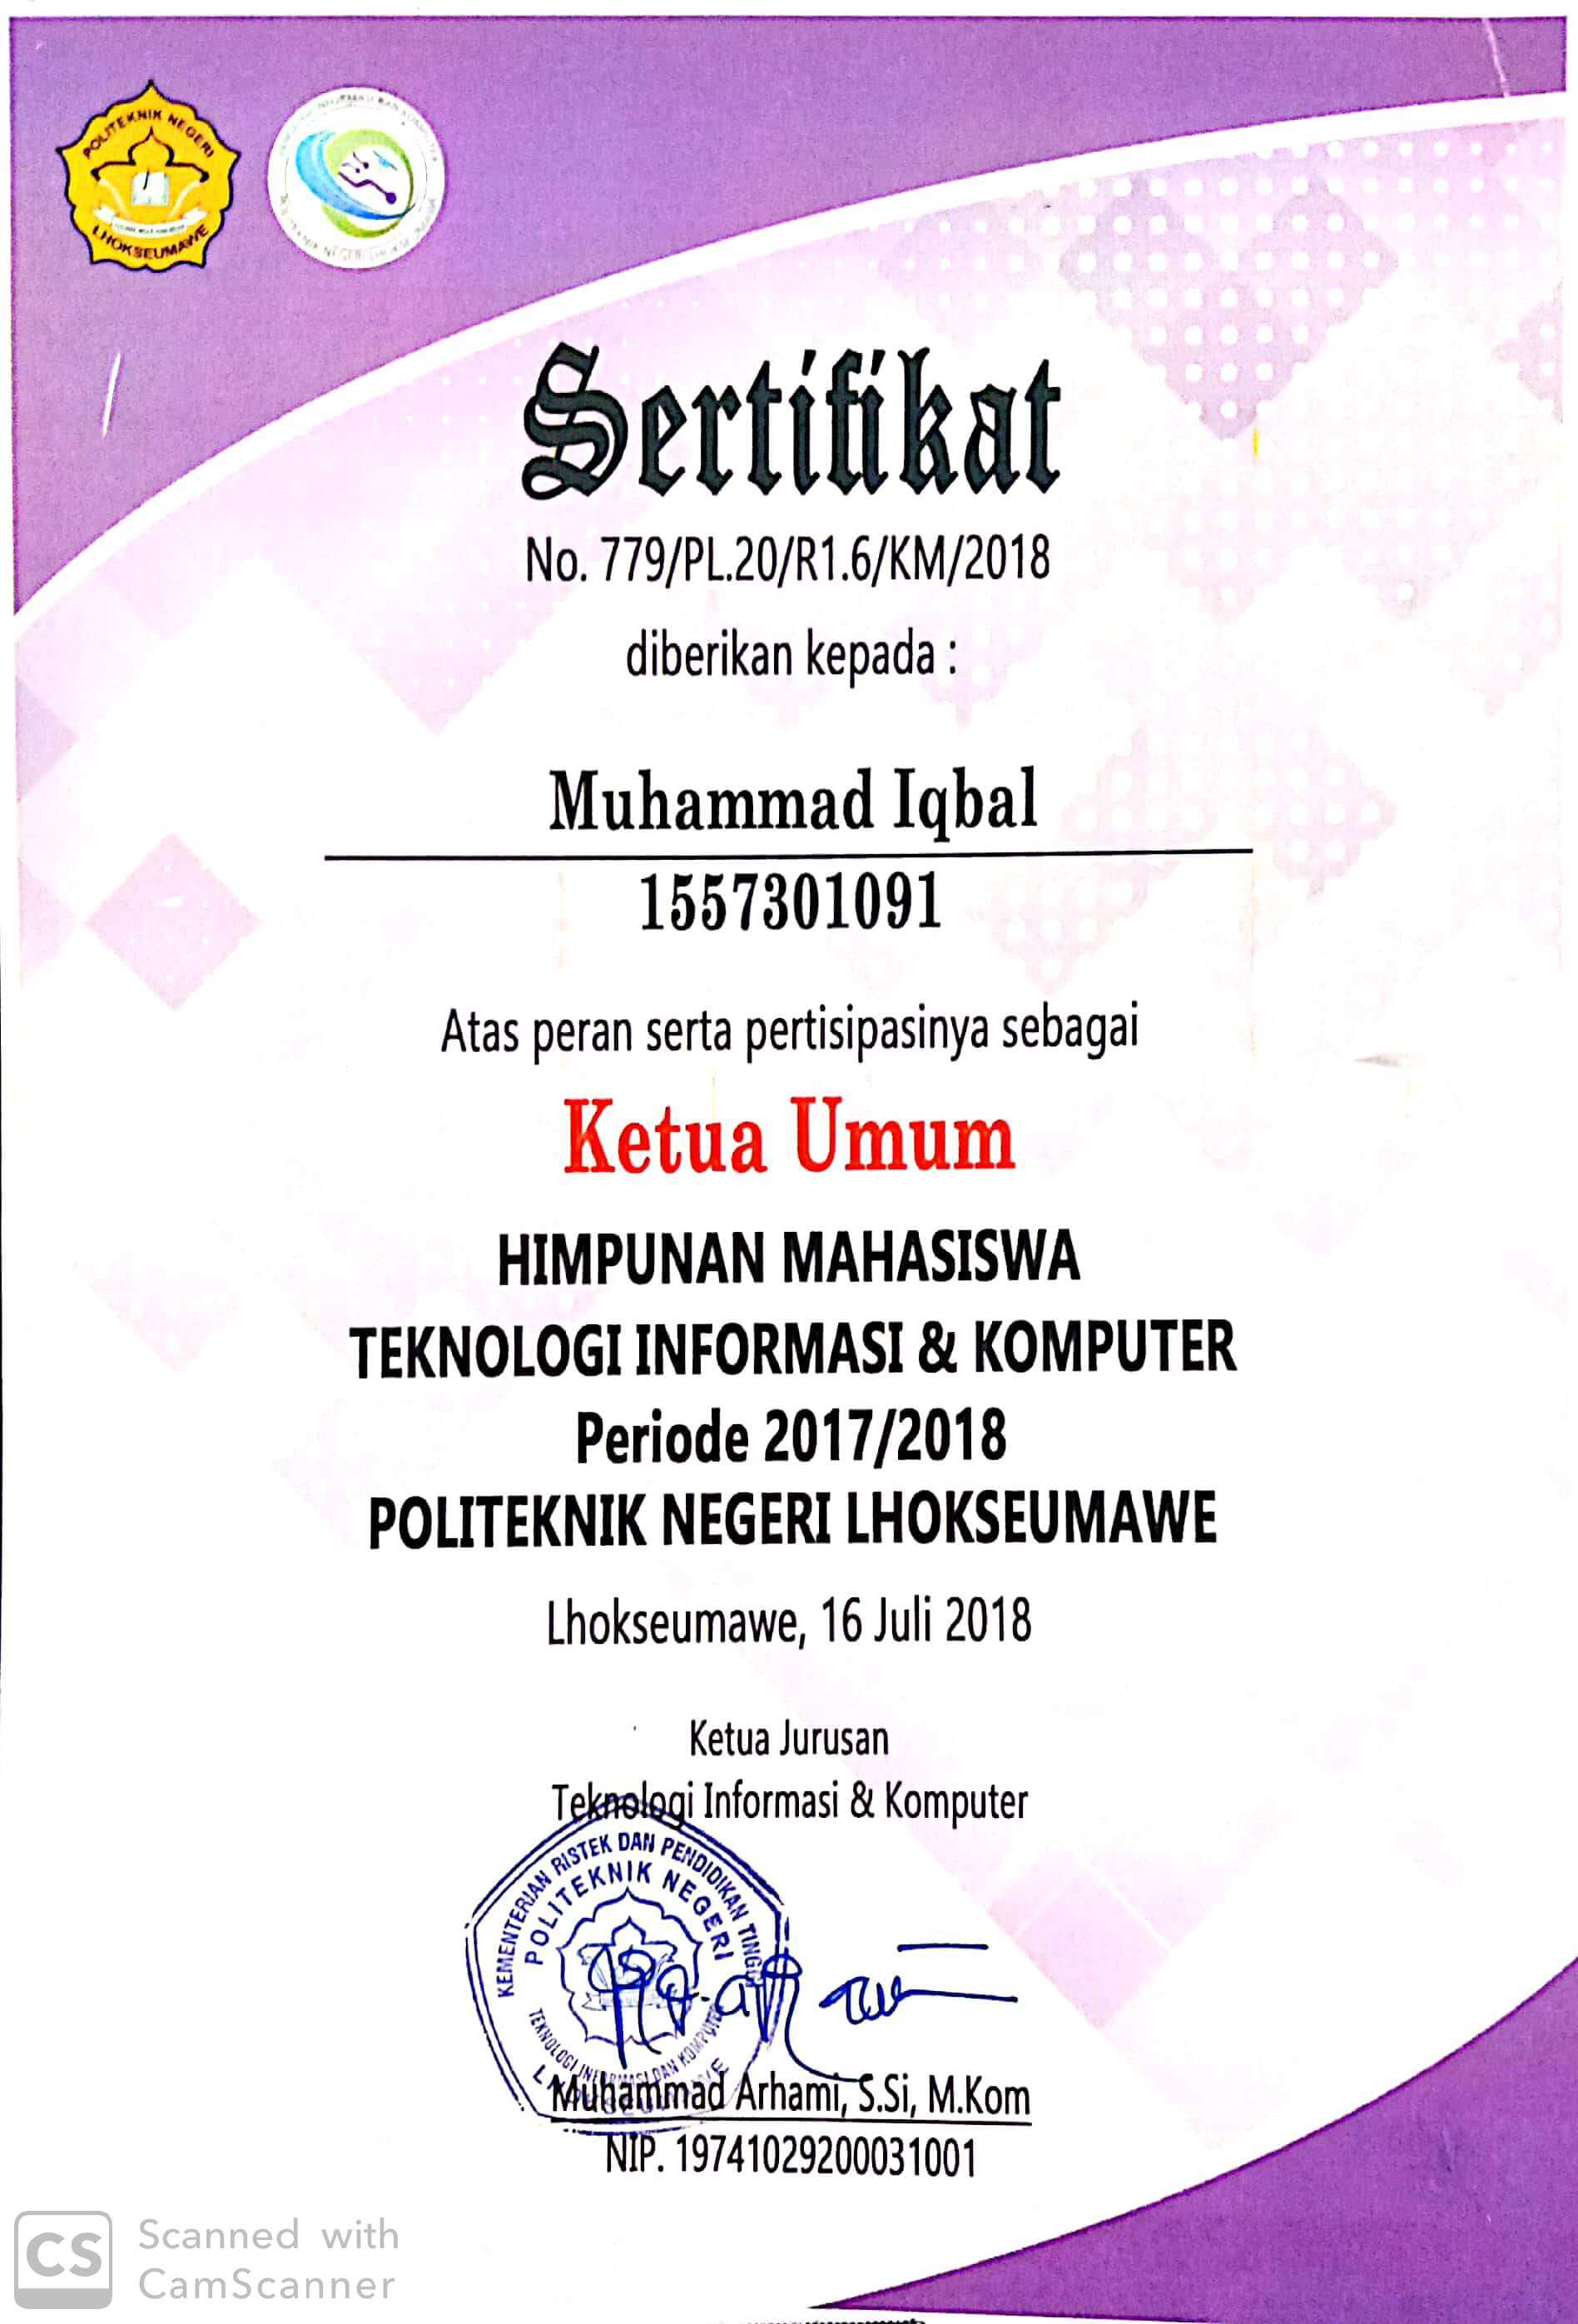 POLITEKNIK NEGERI
LHOKSEUMAWE
Sertifikat
No. 779/PL.20/R1.6/KM/2018
diberikan kepada :
Muhammad Iqbal
1557301091
Atas peran serta pertisipasinya sebagai
Ketua Umum
HIMPUNAN MAHASISWA
TEKNOLOGI INFORMASI & KOMPUTER
Periode 2017/2018
POLITEKNIK NEGERI LHOKSEUMAWE
Lhokseumawe, 16 Juli 2018
Ketua Jurusan
Teknologi Informasi & Komputer
KEMENTERIAN RISTEK DAN PENDIDIKAN TINGGI
POLITEKNIK NEGERI
TEKNOLOGI INFORMASI DAN KOMPUTER
LHOKSEUMAWE
Muhammad Arhami, S.Si, M.Kom
NIP. 19741029200031001
CS
Scanned with
CamScanner